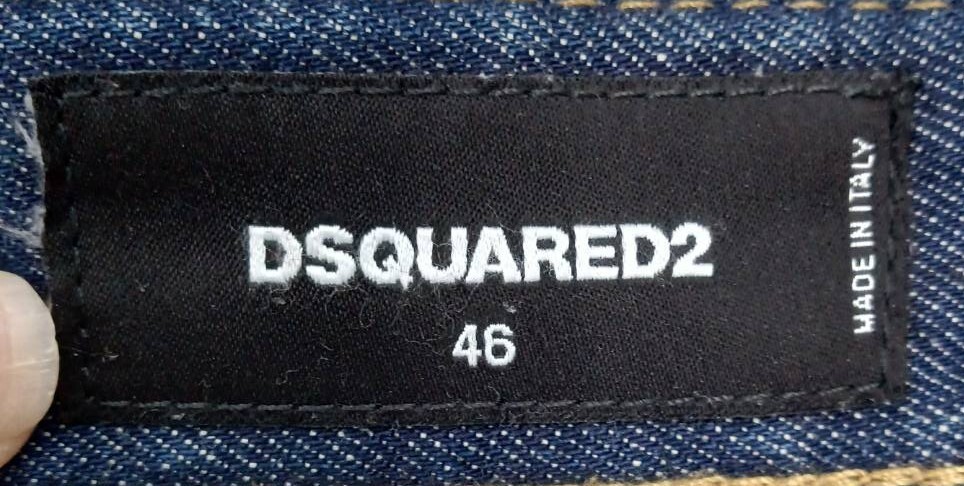 DSQUARED2
46
MADE IN ITALY